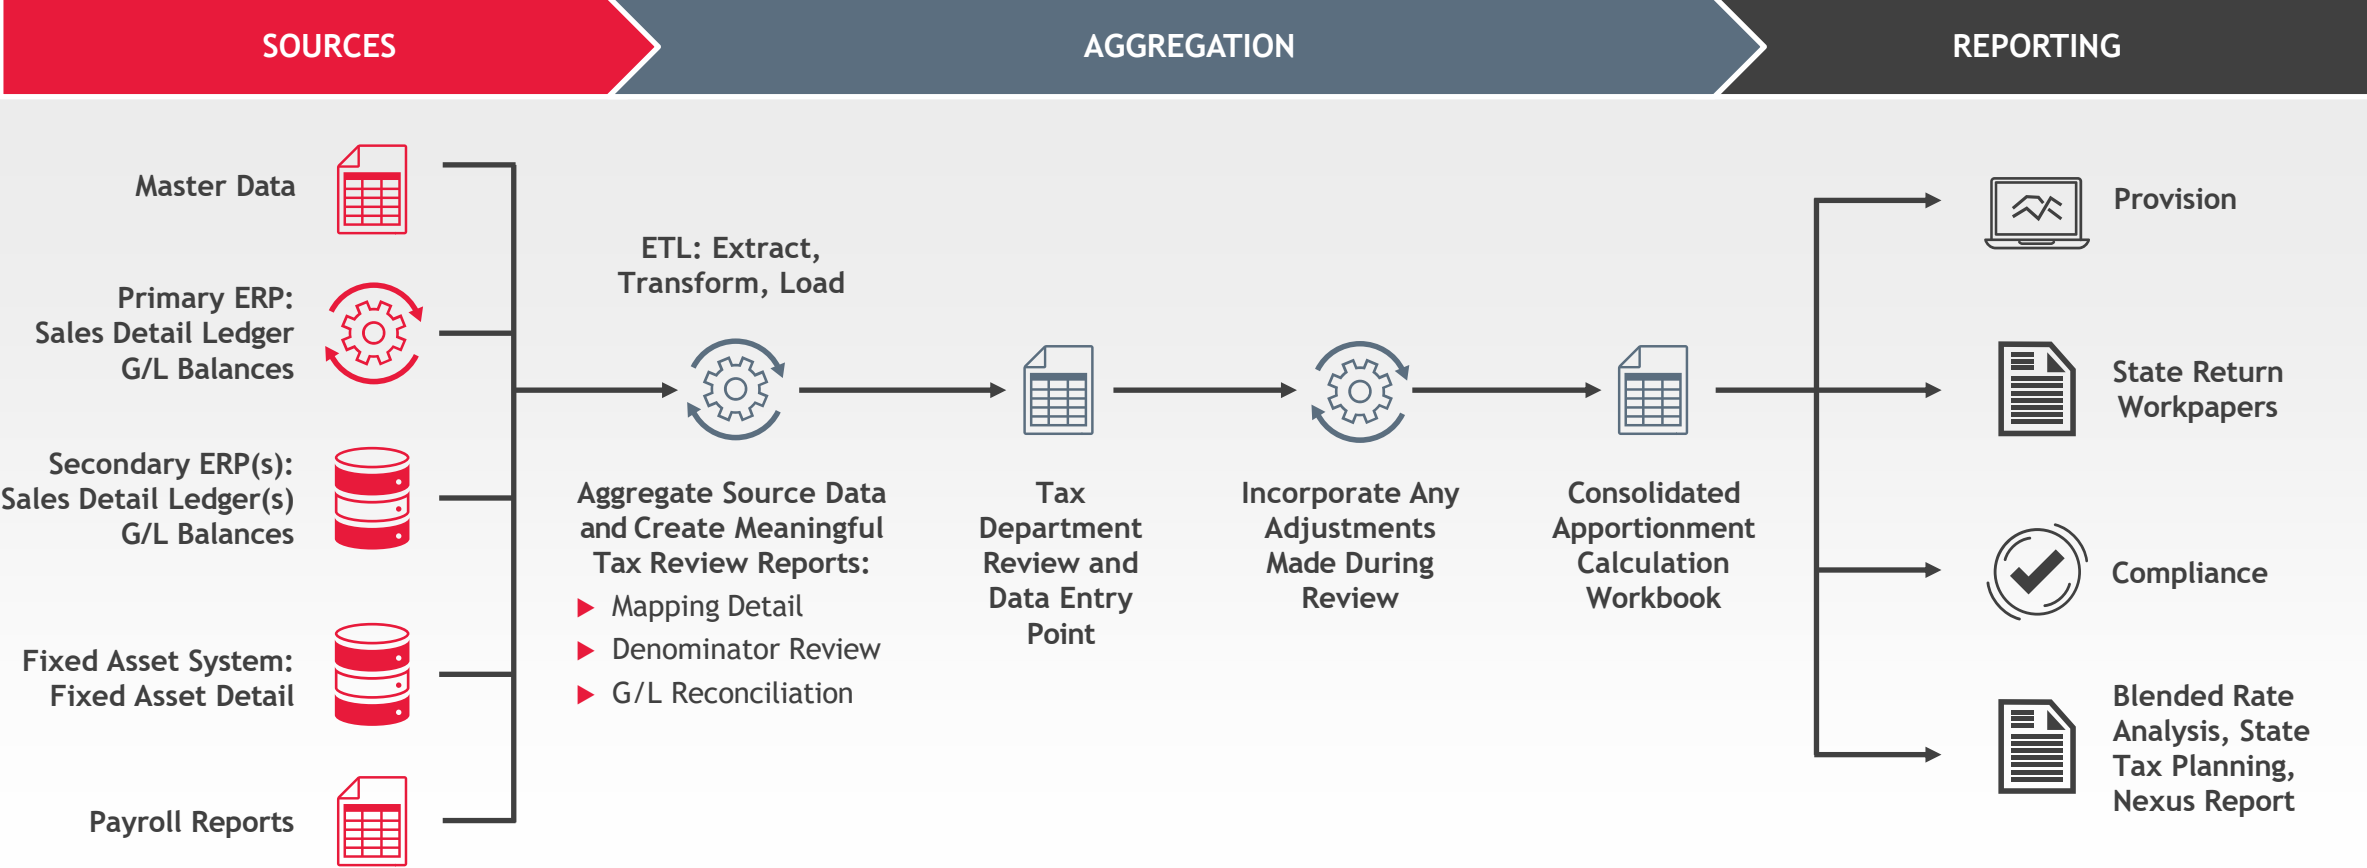 SOURCES
AGGREGATION
REPORTING
Master Data
Primary ERP:
Sales Detail Ledger
G/L Balances
Secondary ERP(s):
Sales Detail Ledger(s)
G/L Balances
Fixed Asset System:
Fixed Asset Detail
Payroll Reports
ETL: Extract,
Transform, Load
Aggregate Source Data
and Create Meaningful
Tax Review Reports:
Mapping Detail
Denominator Review
G/L Reconciliation
Tax
Department
Review and
Data Entry
Point
Incorporate Any
Adjustments
Made During
Review
Consolidated
Apportionment
Calculation
Workbook
Provision
State Return
Workpapers
Compliance
Blended Rate
Analysis, State
Tax Planning,
Nexus Report